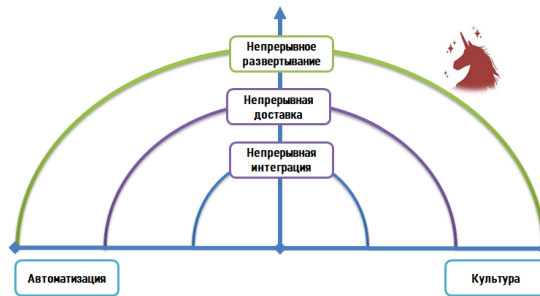 Непрерывное
развертывание
Непрерывная
доставка
Непрерывная
интеграция
Автоматизация
Культура